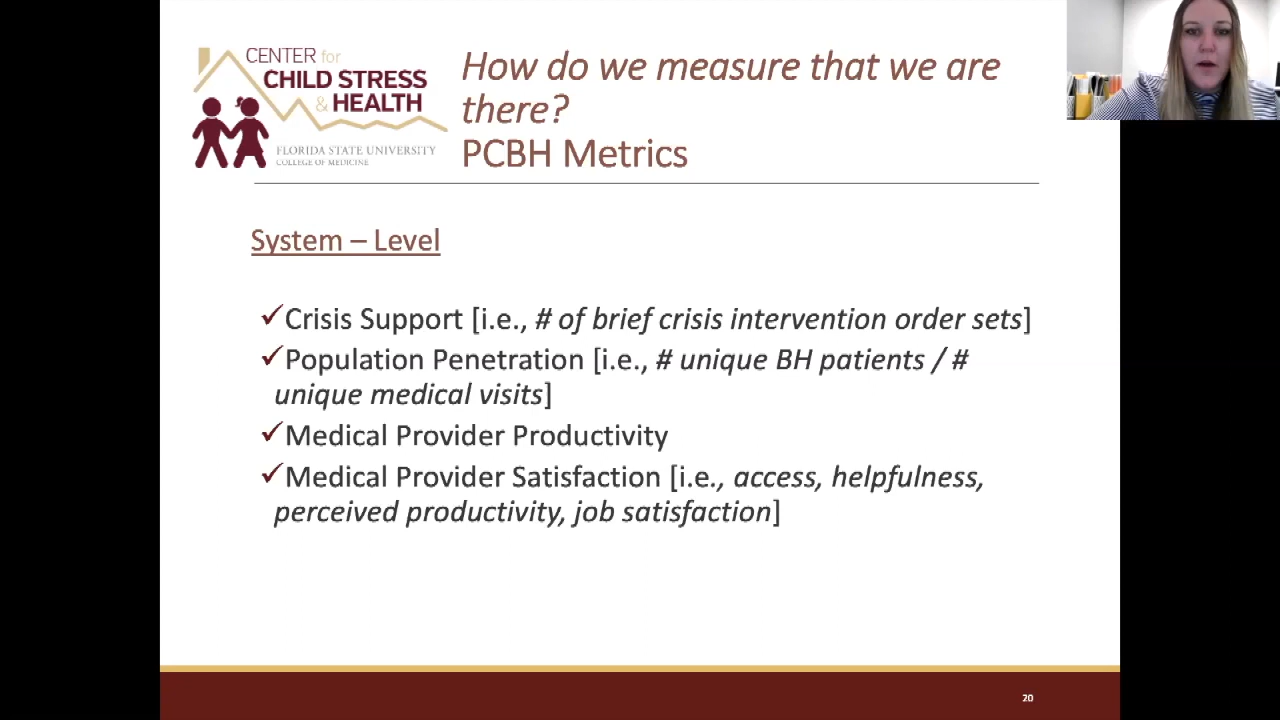 CENTER for
CHILD STRESS
& HEALTH
FLORIDA STATE UNIVERSITY
COLLEGE OF MEDICINE
How do we measure that we are
there?
PCBH Metrics
System – Level
✓Crisis Support [i.e., # of brief crisis intervention order sets]
✓Population Penetration [i.e., # unique BH patients / #
unique medical visits]
✓Medical Provider Productivity
✓Medical Provider Satisfaction [i.e., access, helpfulness,
perceived productivity, job satisfaction]
20